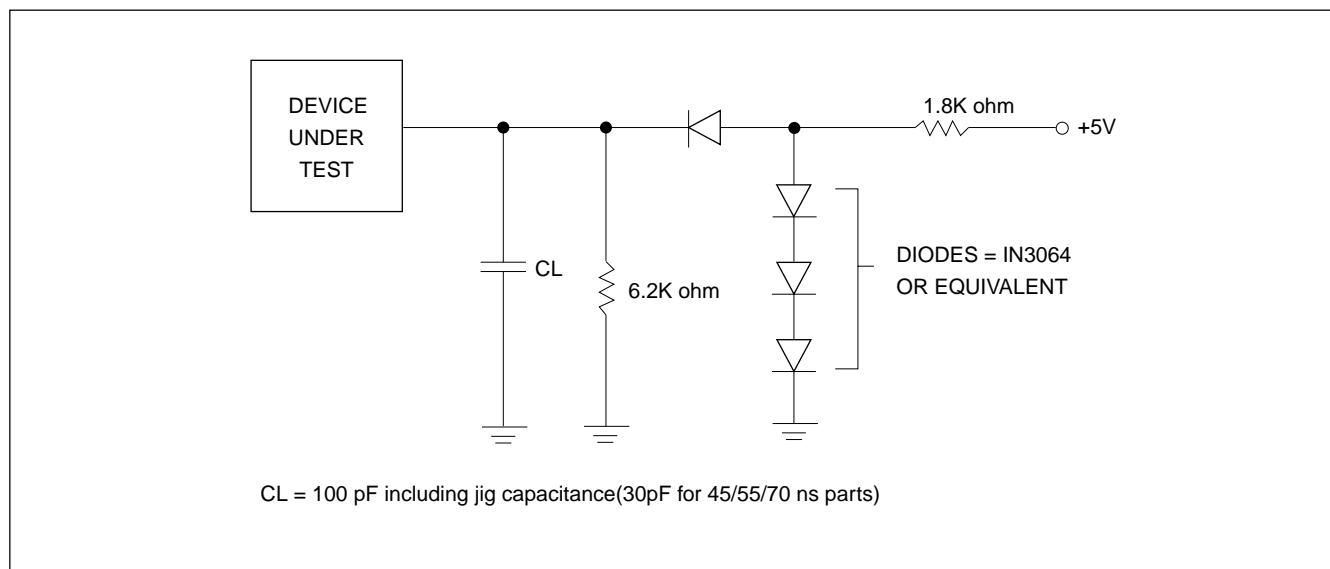 DEVICE
UNDER
TEST
1.8K ohm
+5V
CL
6.2K ohm
DIODES = IN3064
OR EQUIVALENT
CL = 100 pF including jig capacitance(30pF for 45/55/70 ns parts)